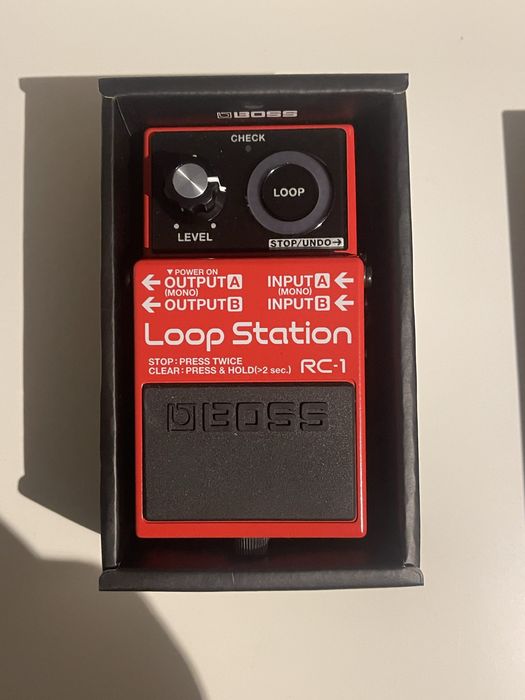 BOSS
CHECK
LOOP
LEVEL
STOP/UNDO→
▼POWER ON
←OUTPUT A
(MONO)
←OUTPUT B
INPUT A←
(MONO)
INPUT B←
Loop Station
STOP:PRESS TWICE
CLEAR:PRESS & HOLD(>2 sec.)
RC-1
BOSS